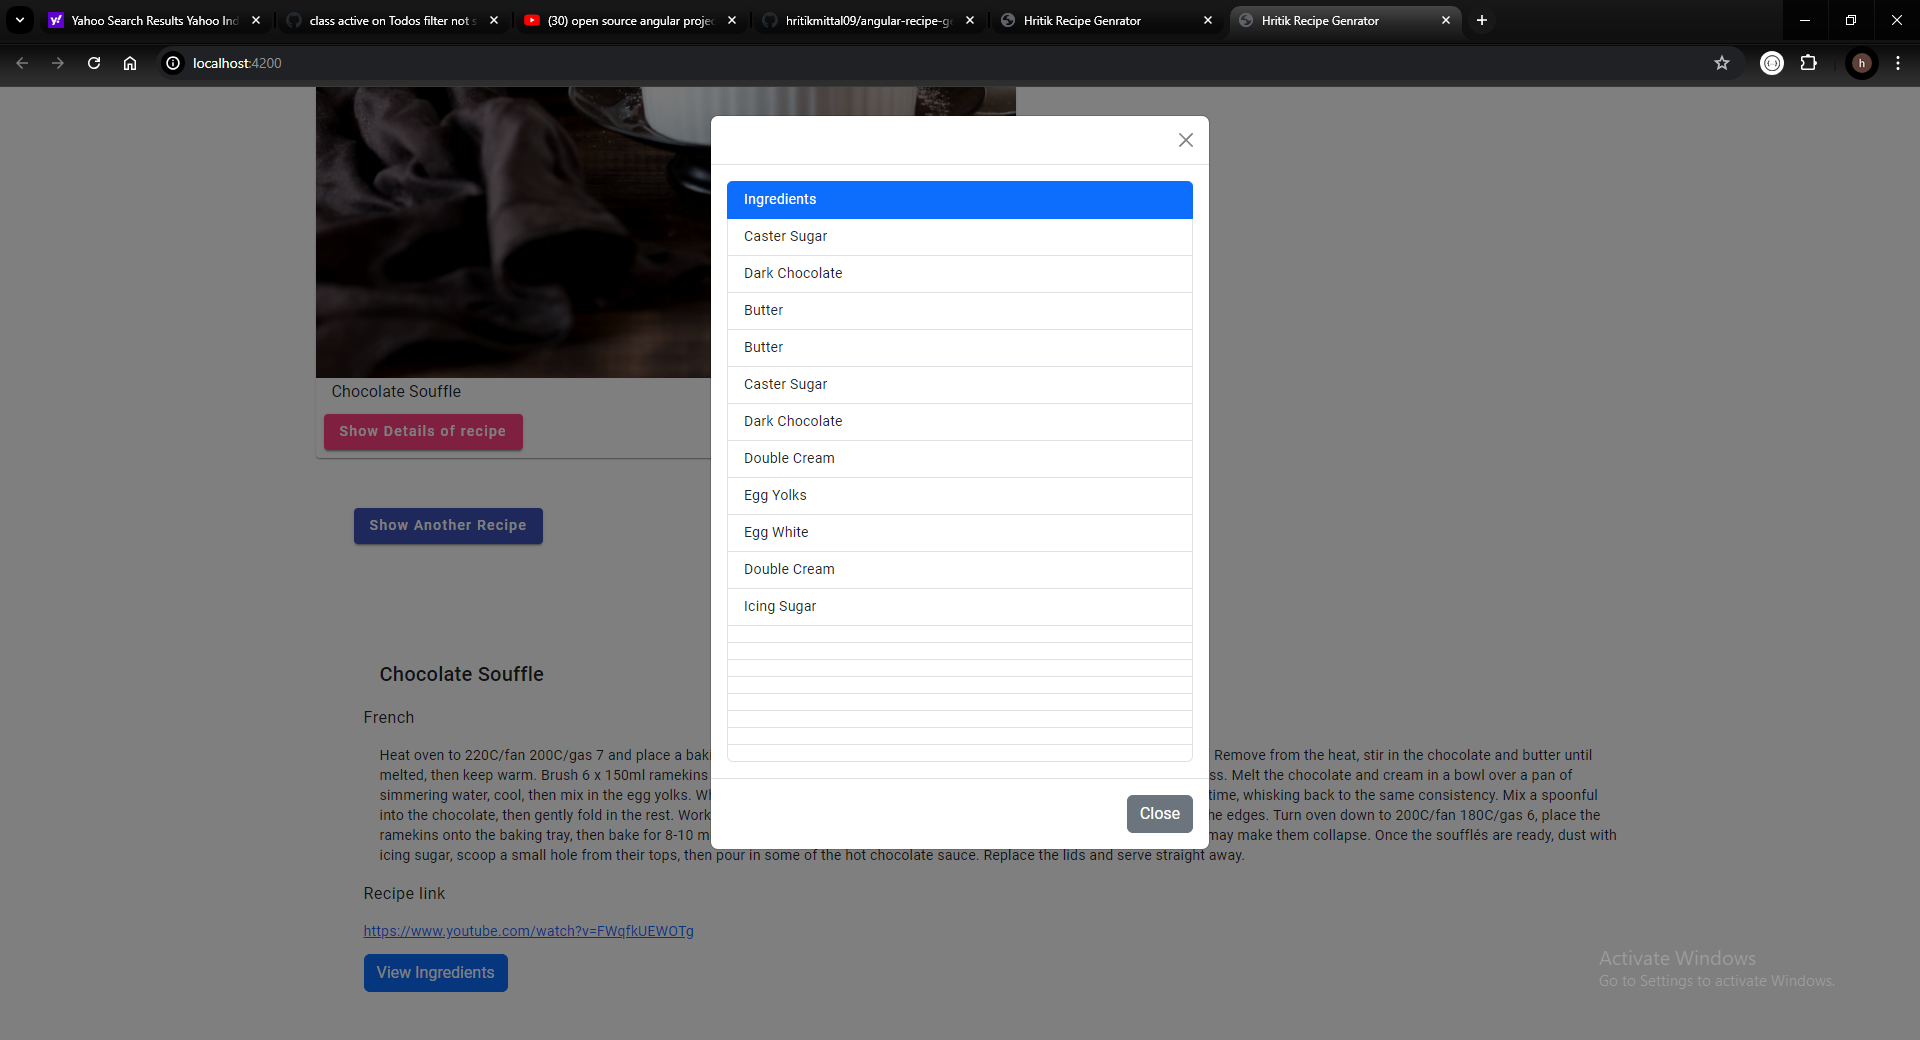 Yahoo Search Results Yahoo Ind
class active on Todos filter not s
(30) open source angular projec
hritikmittal09/angular-recipe-ge
Hritik Recipe Genrator
Hritik Recipe Genrator
localhost:4200
h
Ingredients
Caster Sugar
Dark Chocolate
Butter
Butter
Caster Sugar
Dark Chocolate
Double Cream
Egg Yolks
Egg White
Double Cream
Icing Sugar
Close
Chocolate Souffle
Show Details of recipe
Show Another Recipe
Chocolate Souffle
French
Heat oven to 220C/fan 200C/gas 7 and place a baki Remove from the heat, stir in the chocolate and butter until
melted, then keep warm. Brush 6 x 150ml ramekins ss. Melt the chocolate and cream in a bowl over a pan of
simmering water, cool, then mix in the egg yolks. Wh time, whisking back to the same consistency. Mix a spoonful
into the chocolate, then gently fold in the rest. Work he edges. Turn oven down to 200C/fan 180C/gas 6, place the
ramekins onto the baking tray, then bake for 8-10 m may make them collapse. Once the soufflés are ready, dust with
icing sugar, scoop a small hole from their tops, then pour in some of the hot chocolate sauce. Replace the lids and serve straight away.
Recipe link
https://www.youtube.com/watch?v=FWqfkUEWOTg
View Ingredients
Activate Windows
Go to Settings to activate Windows.